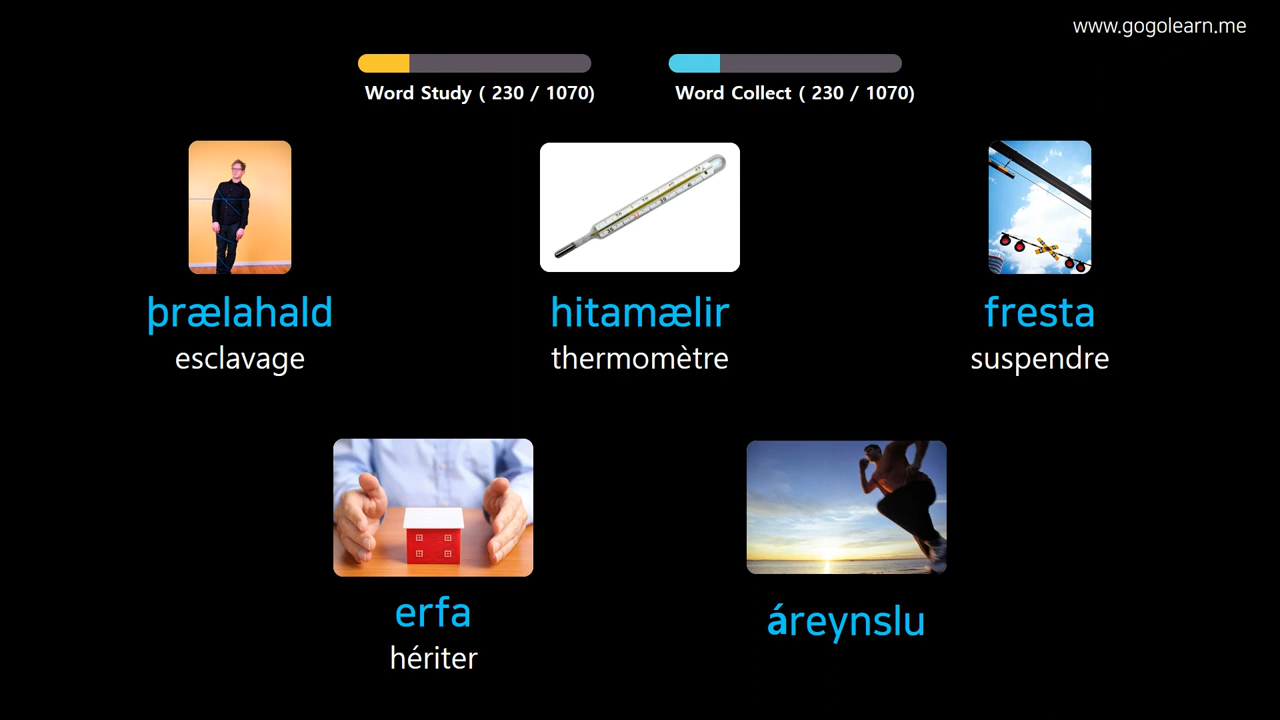 www.gogolearn.me
Word Study ( 230 / 1070)
Word Collect ( 230 / 1070)
þrælahald
esclavage
hitamælir
thermomètre
fresta
suspendre
erfa
hériter
áreynslu